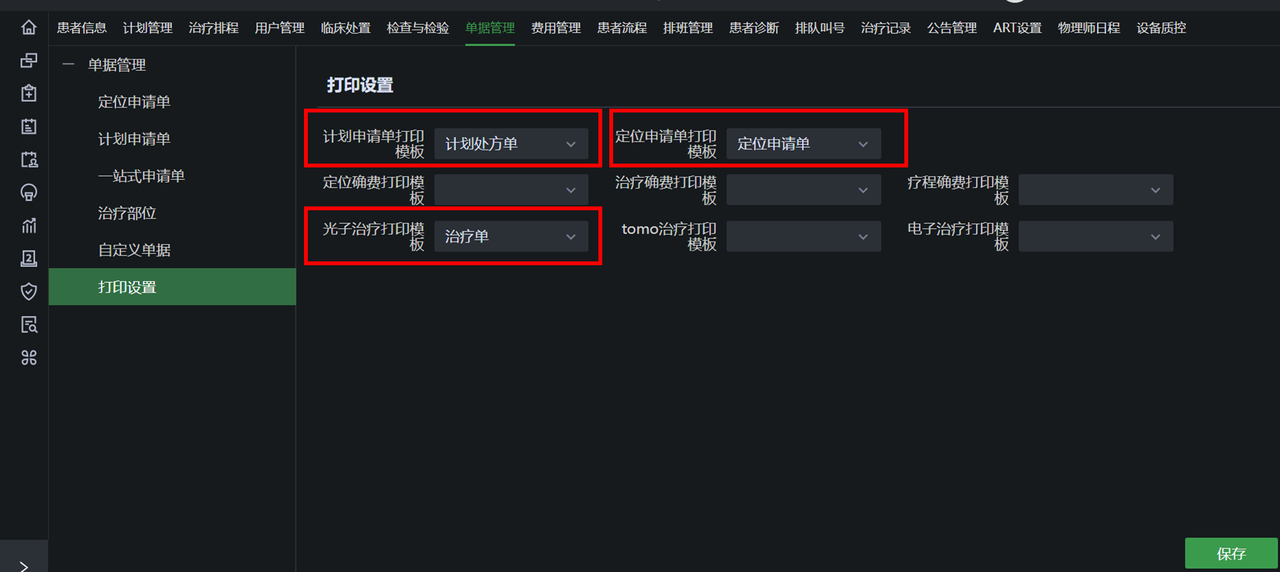 患者信息 计划管理 治疗排程 用户管理 临床处置 检查与检验 单据管理 费用管理 患者流程 排班管理 患者诊断 排队叫号 治疗记录 公告管理 ART设置 物理师日程 设备质控
单据管理
定位申请单
计划申请单
一站式申请单
治疗部位
自定义单据
打印设置
打印设置
计划申请单打印
模板
计划处方单
定位申请单打印
模板
定位申请单
定位确费打印模
板
治疗确费打印模
板
疗程确费打印模
板
光子治疗打印模
板
治疗单
tomo治疗打印
模板
电子治疗打印模
板
2
保存